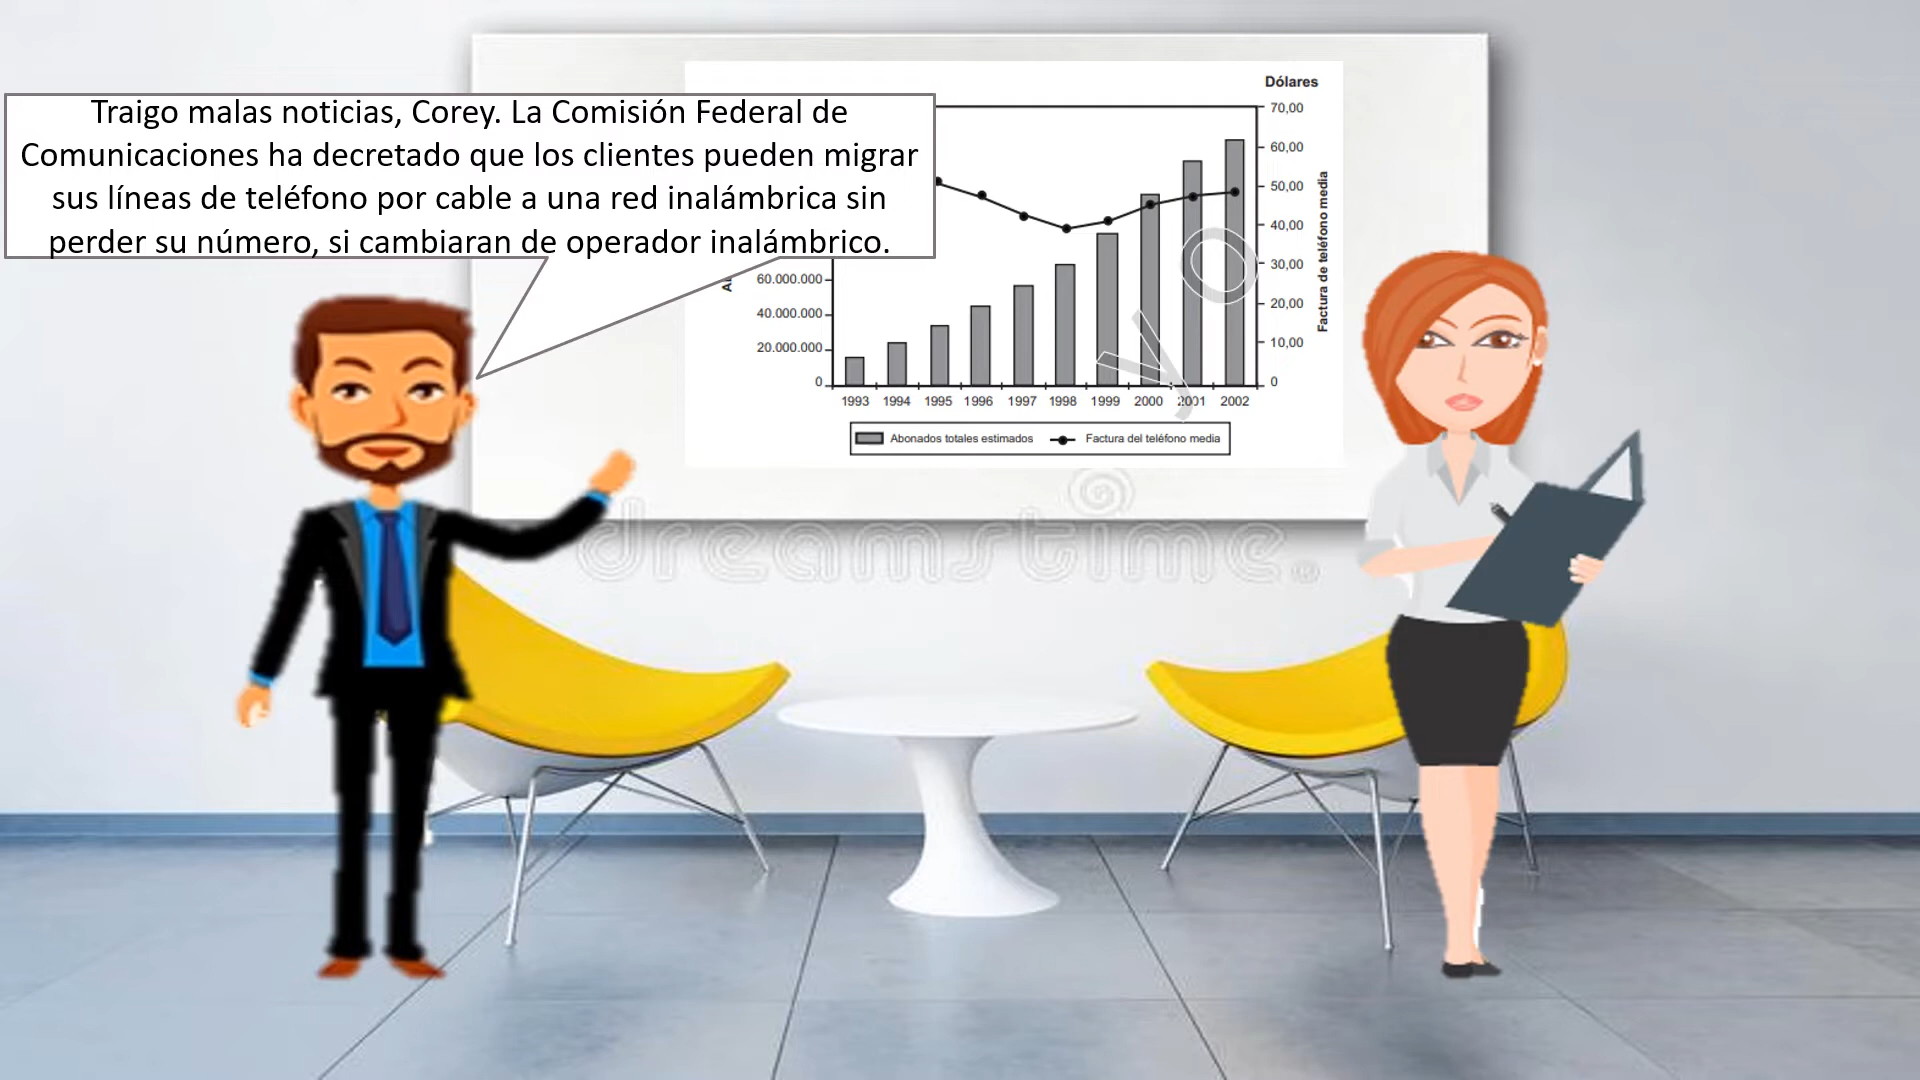 Traigo malas noticias, Corey. La Comisión Federal de
Comunicaciones ha decretado que los clientes pueden migrar
sus líneas de teléfono por cable a una red inalámbrica sin
perder su número, si cambiaran de operador inalámbrico.
Dólares
70,00
60,00
50,00
40,00
30,00
20,00
10,00
0
Factura de teléfono media
60.000.000
40.000.000
20.000.000
0
1993 1994 1995 1996 1997 1998 1999 2000 2001 2002
Abonados totales estimados Factura del teléfono media
y o
dreamstime